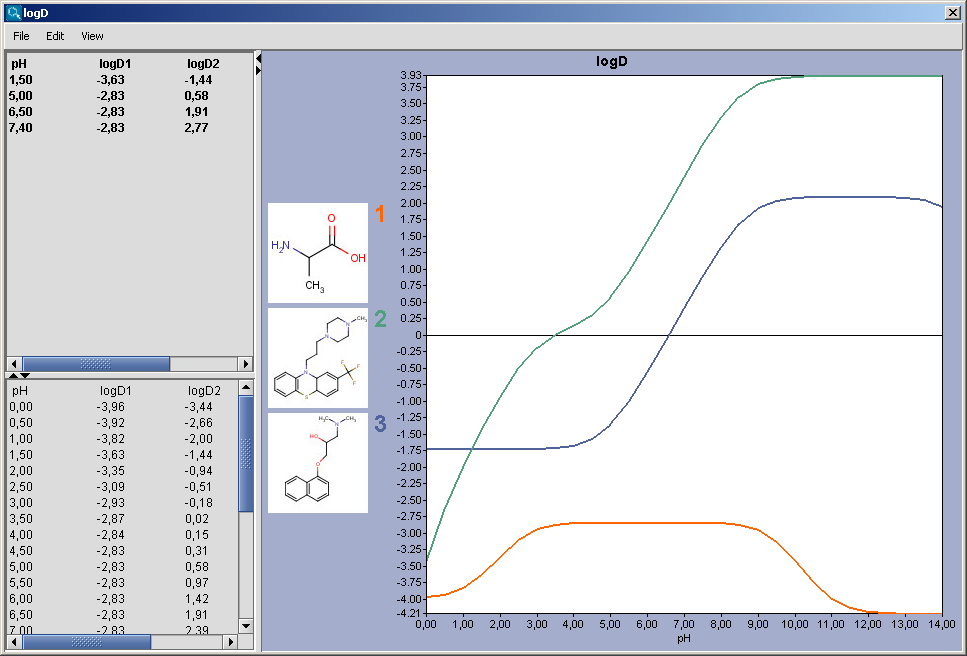 logD
File Edit View
pH logD1 logD2
1,50 -3,63 -1,44
5,00 -2,83 0,58
6,50 -2,83 1,91
7,40 -2,83 2,77
pH logD1 logD2
0,00 -3,96 -3,44
0,50 -3,92 -2,66
1,00 -3,82 -2,00
1,50 -3,63 -1,44
2,00 -3,35 -0,94
2,50 -3,09 -0,51
3,00 -2,93 -0,18
3,50 -2,87 0,02
4,00 -2,84 0,15
4,50 -2,83 0,31
5,00 -2,83 0,58
5,50 -2,83 0,97
6,00 -2,83 1,42
6,50 -2,83 1,91
7,00 -2,83 2,39
1
O
H2N
OH
CH3
2
CH3
N
N
N
S
F
F
F
3
H3C N CH3
HO
O
logD
3.93
3.75
3.50
3.25
3.00
2.75
2.50
2.25
2.00
1.75
1.50
1.25
1.00
0.75
0.50
0.25
0
-0.25
-0.50
-0.75
-1.00
-1.25
-1.50
-1.75
-2.00
-2.25
-2.50
-2.75
-3.00
-3.25
-3.50
-3.75
-4.00
-4.21
0,00 1,00 2,00 3,00 4,00 5,00 6,00 7,00 8,00 9,00 10,00 11,00 12,00 13,00 14,00
pH